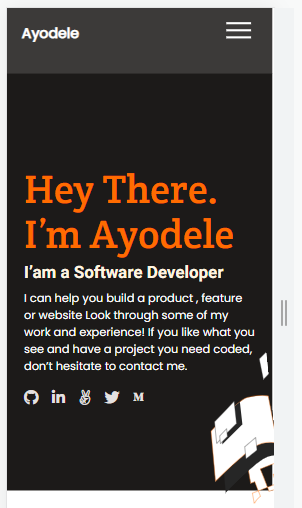 Ayodele
Hey There.
I’m Ayodele
I’am a Software Developer
I can help you build a product , feature
or website Look through some of my
work and experience! If you like what you
see and have a project you need coded,
don’t hesitate to contact me.